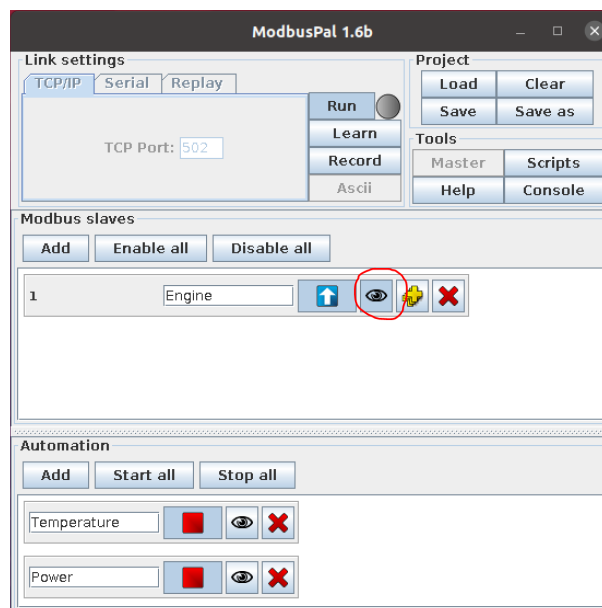 ModbusPal 1.6b
Link settings
TCP/IP Serial Replay
TCP Port: 502
Run
Learn
Record
Ascii
Project
Load Clear
Save Save as
Tools
Master Scripts
Help Console
Modbus slaves
Add Enable all Disable all
1 Engine
Automation
Add Start all Stop all
Temperature
Power